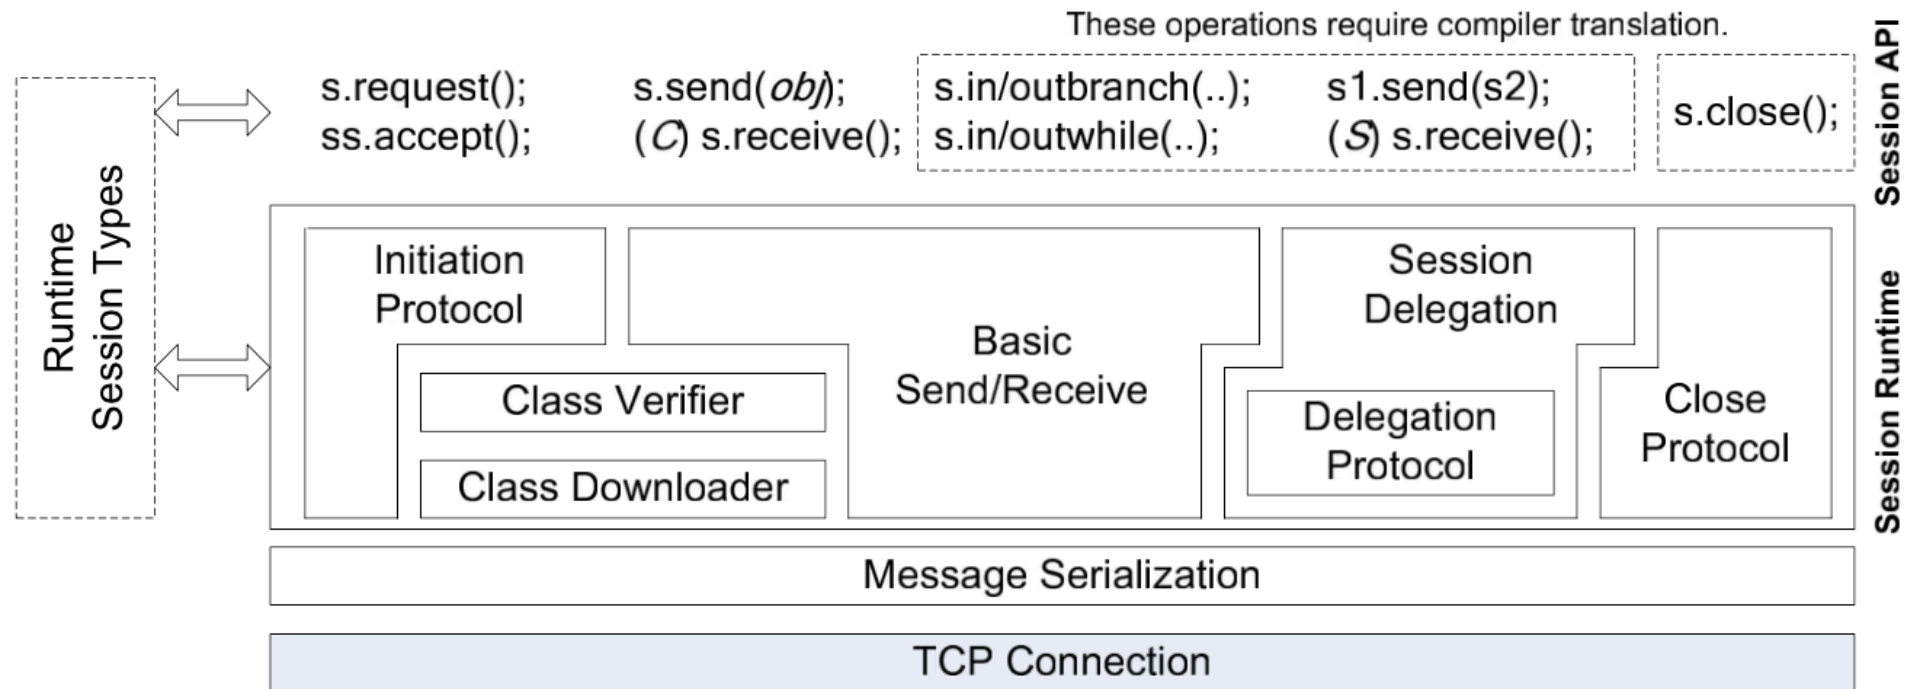 These operations require compiler translation.
s.request();
ss.accept();
s.send(obj);
(C) s.receive();
s.in/outbranch(..);
s.in/outwhile(..);
s1.send(s2);
(S) s.receive();
s.close();
Session API
Runtime
Session Types
Initiation
Protocol
Class Verifier
Class Downloader
Basic
Send/Receive
Session
Delegation
Delegation
Protocol
Close
Protocol
Session Runtime
Message Serialization
TCP Connection